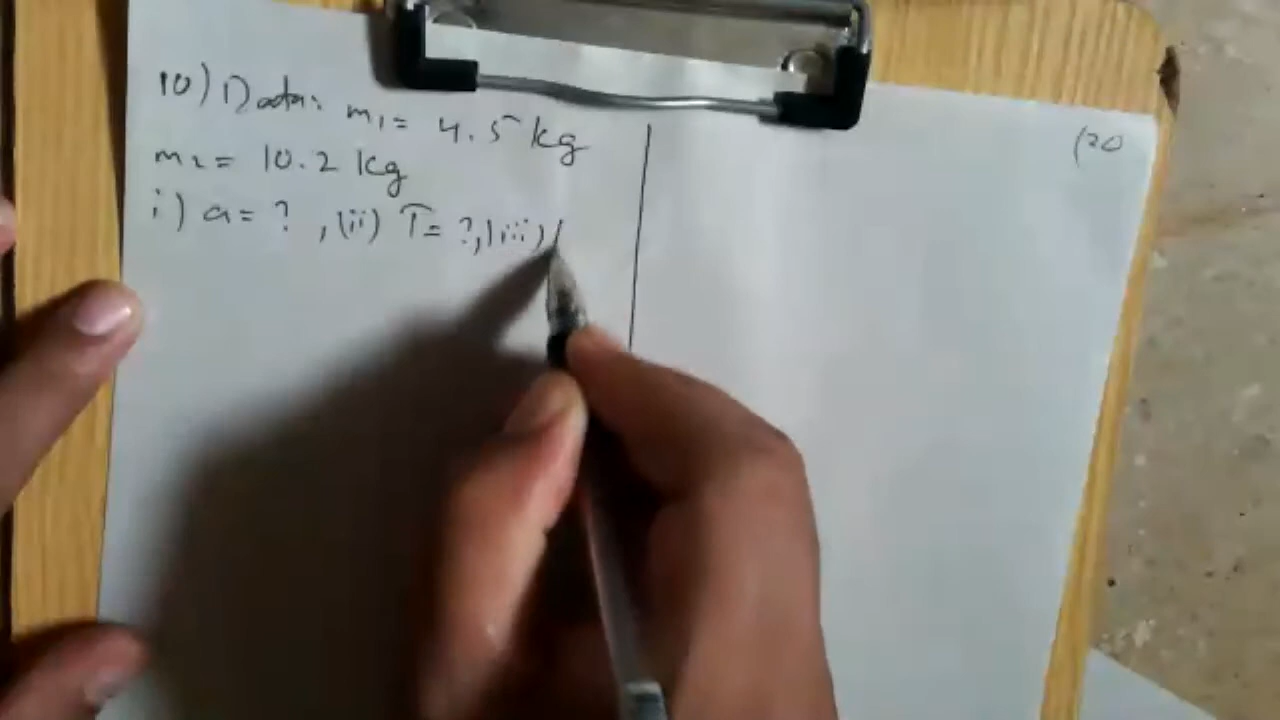 10) Data: m₁= 4.5 kg
m₂= 10.2 kg
i) a= ? , (ii) T= ?, (iii)
(20